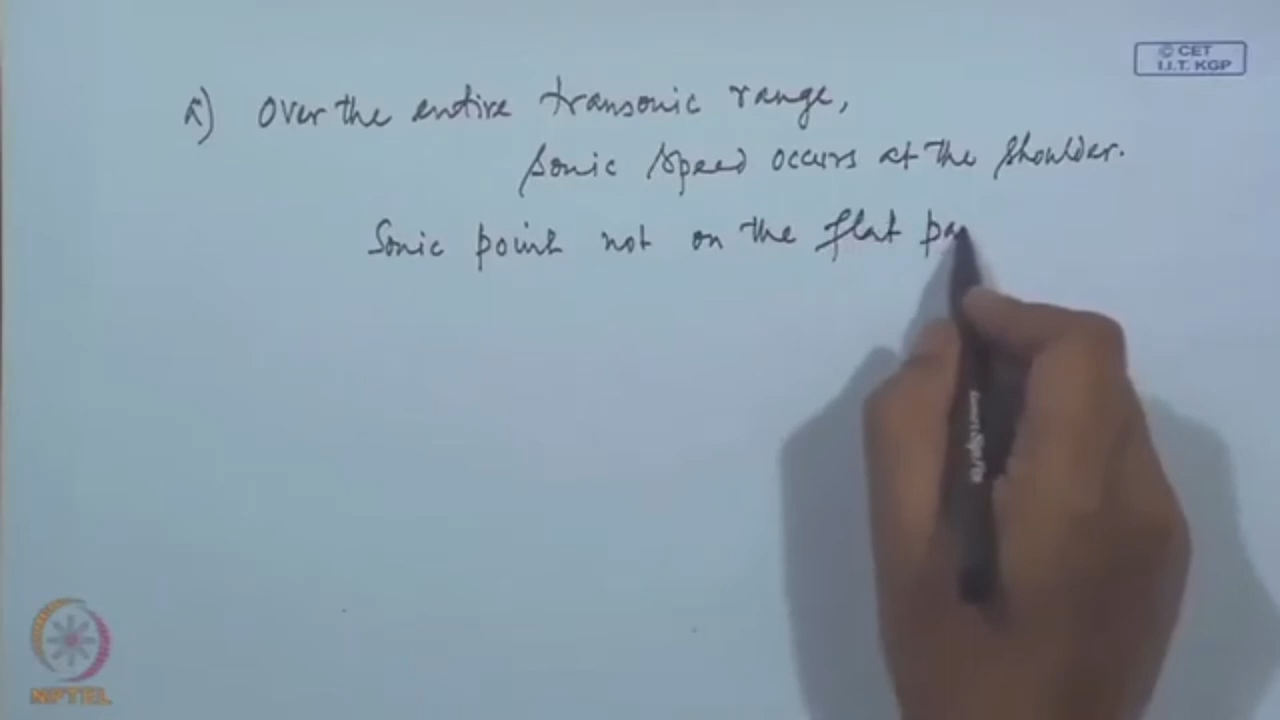 © CET
I.I.T. KGP
a) Over the entire transonic range,
sonic speed occurs at the shoulder.
Sonic point not on the flat pa
NPTEL